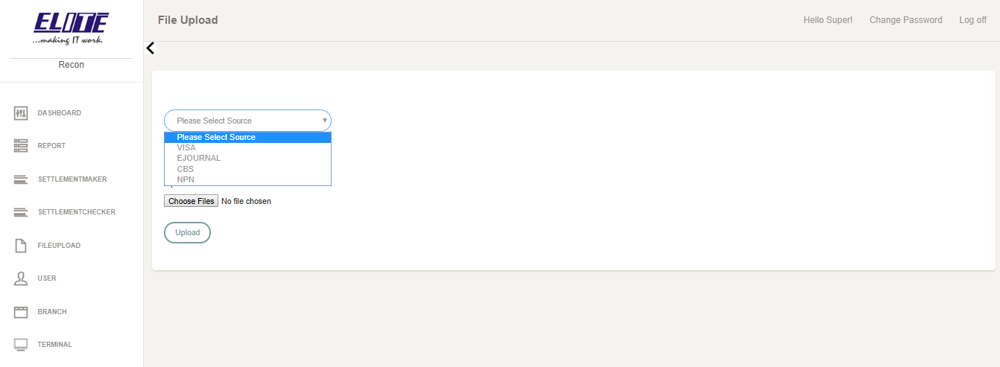 ELITE
...making IT work.
Recon
DASHBOARD
REPORT
SETTLEMENTMAKER
SETTLEMENTCHECKER
FILEUPLOAD
USER
BRANCH
TERMINAL
File Upload
Hello Super!
Change Password
Log off
Please Select Source
Please Select Source
VISA
EJOURNAL
CBS
NPN
Choose Files No file chosen
Upload